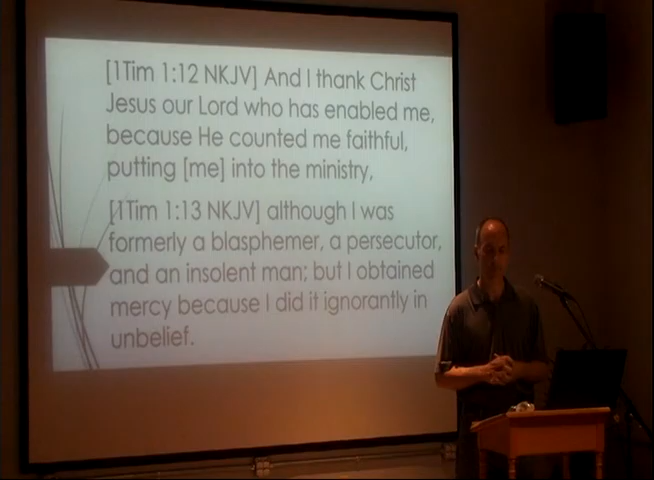 [1Tim 1:12 NKJV] And I thank Christ
Jesus our Lord who has enabled me,
because He counted me faithful,
putting [me] into the ministry,
[1Tim 1:13 NKJV] although I was
formerly a blasphemer, a persecutor,
and an insolent man; but I obtained
mercy because I did it ignorantly in
unbelief.